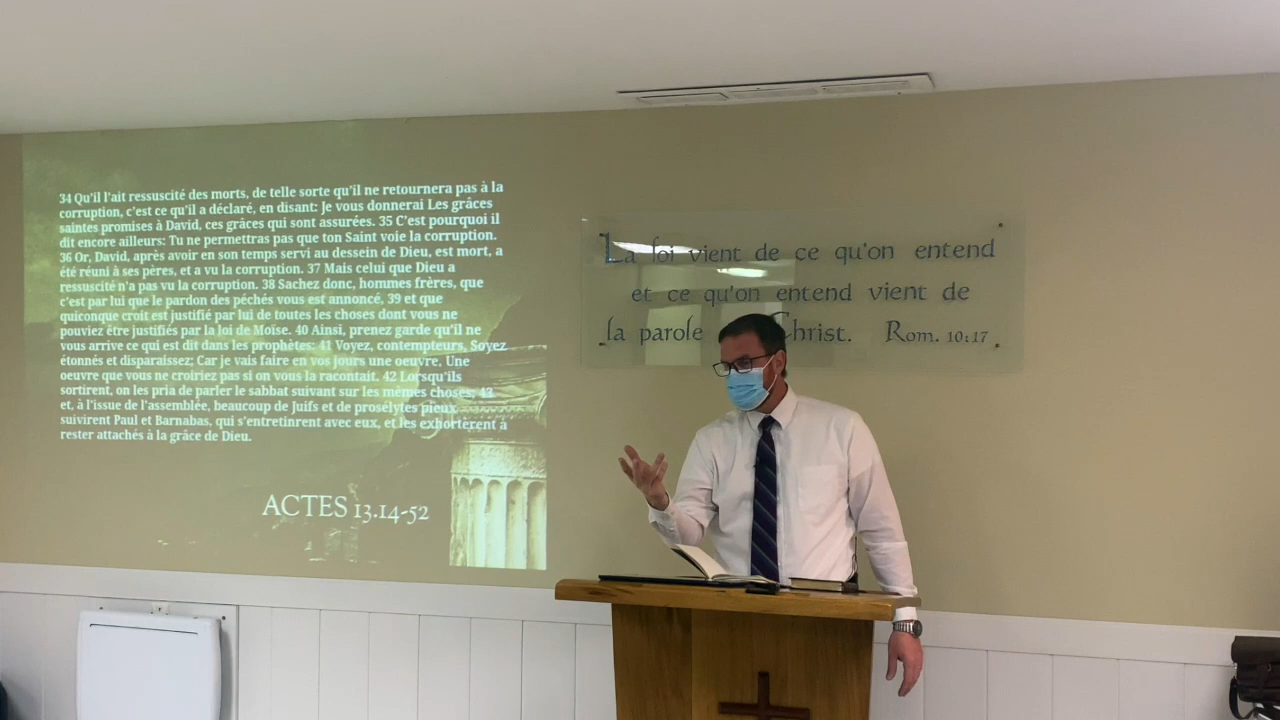 34 Qu'il l'ait ressuscité des morts, de telle sorte qu'il ne retournera pas à la
corruption, c'est ce qu'il a déclaré, en disant: Je vous donnerai Les grâces
saintes promises à David, ces grâces qui sont assurées. 35 C'est pourquoi il
dit encore ailleurs: Tu ne permettras pas que ton Saint voie la corruption.
36 Or, David, après avoir en son temps servi au dessein de Dieu, est mort, a
été réuni à ses pères, et a vu la corruption. 37 Mais celui que Dieu a
ressuscité n'a pas vu la corruption. 38 Sachez donc, hommes frères, que
c'est par lui que le pardon des péchés vous est annoncé, 39 et que
quiconque croit est justifié par lui de toutes les choses dont vous ne
pouviez être justifiés par la loi de Moïse. 40 Ainsi, prenez garde qu'il ne
vous arrive ce qui est dit dans les prophètes: 41 Voyez, contempteurs, Soyez
étonnés et disparaissez; Car je vais faire en vos jours une oeuvre, Une
oeuvre que vous ne croiriez pas si on vous la racontait. 42 Lorsqu'ils
sortirent, on les pria de parler le sabbat suivant sur les mêmes choses; 43
et, à l'issue de l'assemblée, beaucoup de Juifs et de prosélytes pieux
suivirent Paul et Barnabas, qui s'entretinrent avec eux, et les exhortèrent à
rester attachés à la grâce de Dieu.
ACTES 13.14-52
La foi vient de ce qu'on entend
et ce qu'on entend vient de
la parole Christ. Rom. 10:17